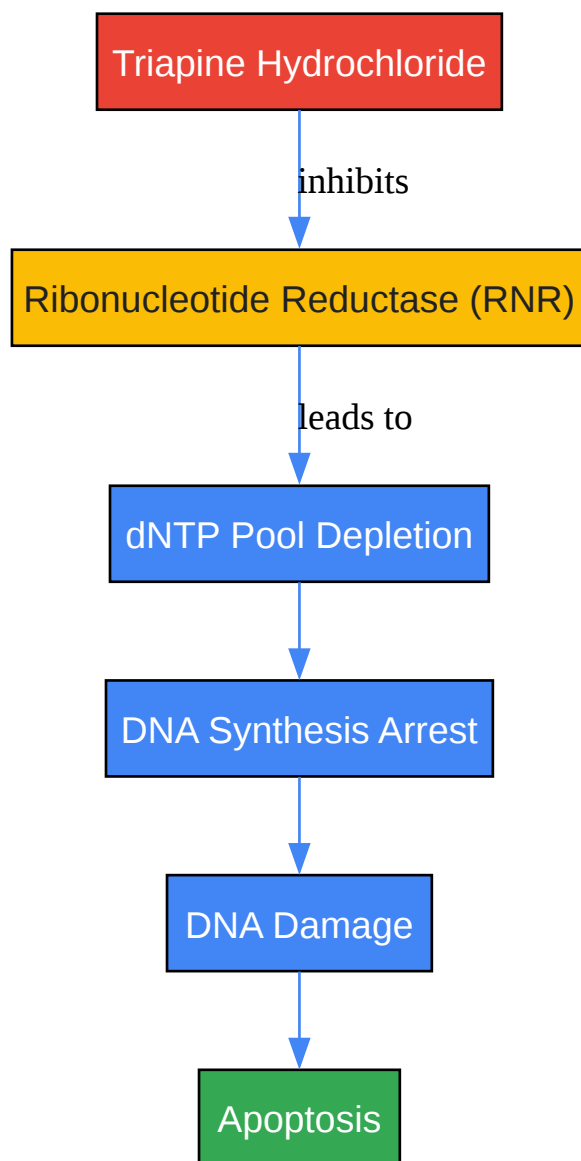 Triapine Hydrochloride
inhibits
Ribonucleotide Reductase (RNR)
leads to
dNTP Pool Depletion
DNA Synthesis Arrest
DNA Damage
Apoptosis